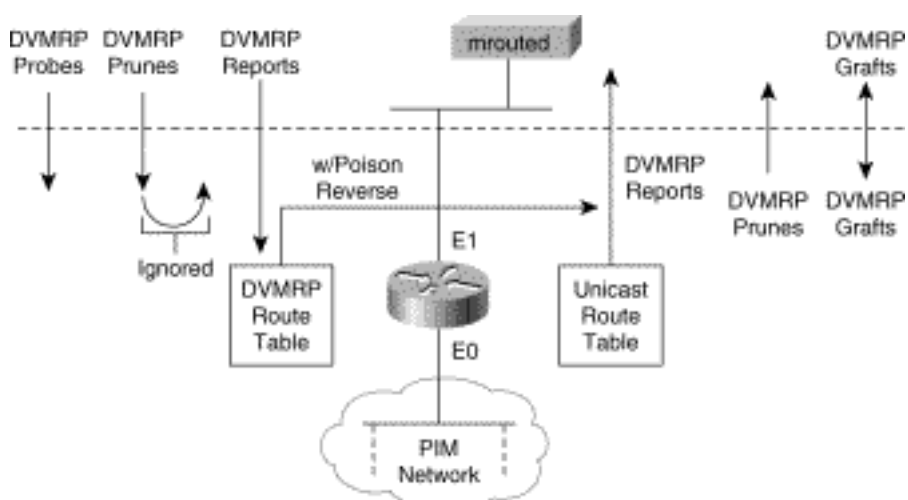 DVMRP
Probes
DVMRP
Prunes
DVMRP
Reports
mrouted
DVMRP
Grafts
w/Poison
Reverse
DVMRP
Reports
DVMRP
Prunes
DVMRP
Grafts
Ignored
E1
DVMRP
Route
Table
Unicast
Route
Table
E0
PIM
Network